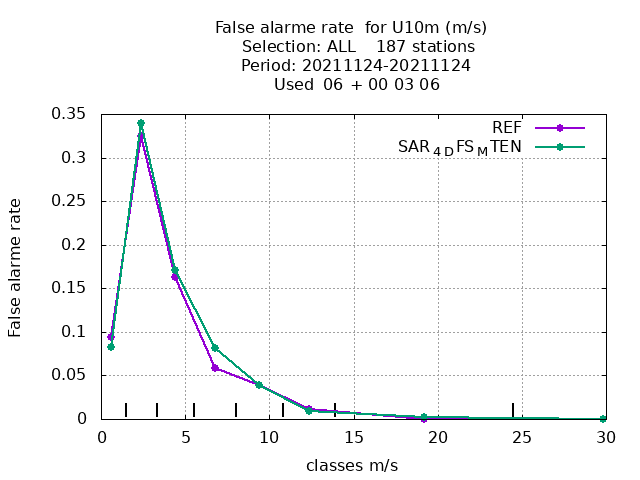 False alarme rate  for U10m (m/s)
Selection: ALL    187 stations
Period: 20211124-20211124
Used  06 + 00 03 06
REF
SAR4DFSMTEN
0.35
0.3
0.25
0.2
0.15
0.1
0.05
0
False alarme rate
0 5 10 15 20 25 30
classes m/s